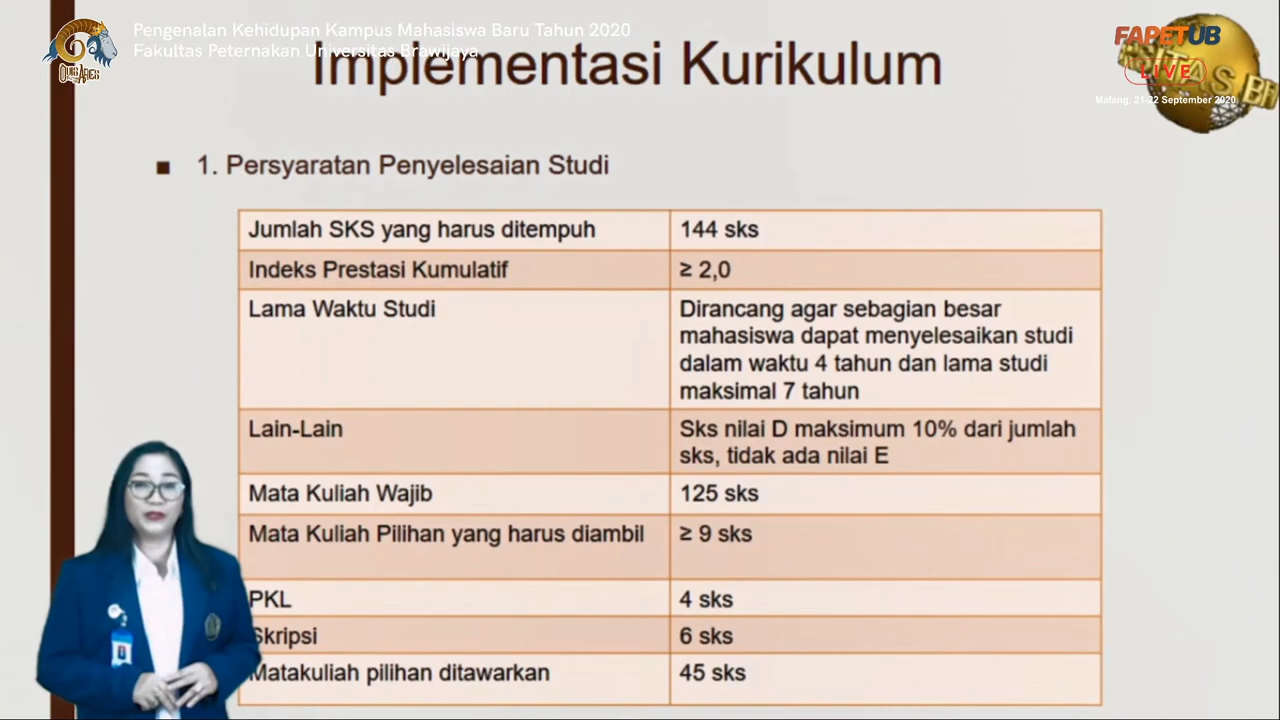 Pengenalan Kehidupan Kampus Mahasiswa Baru Tahun 2020
Fakultas Peternakan Universitas Brawijaya
FAPETUB
LIVE
Malang, 21-22 September 2020
Implementasi Kurikulum
1. Persyaratan Penyelesaian Studi
Jumlah SKS yang harus ditempuh
144 sks
Indeks Prestasi Kumulatif
≥ 2,0
Lama Waktu Studi
Dirancang agar sebagian besar
mahasiswa dapat menyelesaikan studi
dalam waktu 4 tahun dan lama studi
maksimal 7 tahun
Lain-Lain
Sks nilai D maksimum 10% dari jumlah
sks, tidak ada nilai E
Mata Kuliah Wajib
125 sks
Mata Kuliah Pilihan yang harus diambil
≥ 9 sks
PKL
4 sks
Skripsi
6 sks
Matakuliah pilihan ditawarkan
45 sks